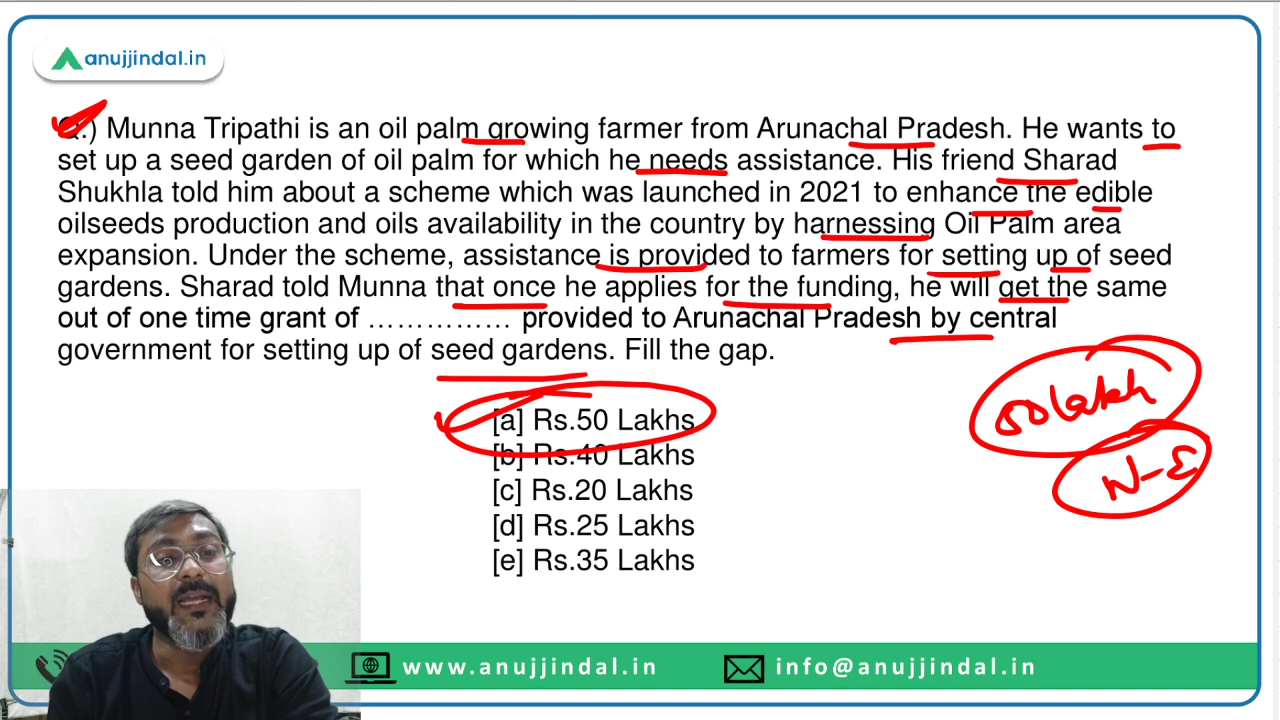 anujjindal.in
Q.) Munna Tripathi is an oil palm growing farmer from Arunachal Pradesh. He wants to
set up a seed garden of oil palm for which he needs assistance. His friend Sharad
Shukhla told him about a scheme which was launched in 2021 to enhance the edible
oilseeds production and oils availability in the country by harnessing Oil Palm area
expansion. Under the scheme, assistance is provided to farmers for setting up of seed
gardens. Sharad told Munna that once he applies for the funding, he will get the same
out of one time grant of …………… provided to Arunachal Pradesh by central
government for setting up of seed gardens. Fill the gap.
[a] Rs.50 Lakhs
[b] Rs.40 Lakhs
[c] Rs.20 Lakhs
[d] Rs.25 Lakhs
[e] Rs.35 Lakhs
50 Lakh
N-E
www.anujjindal.in
info@anujjindal.in